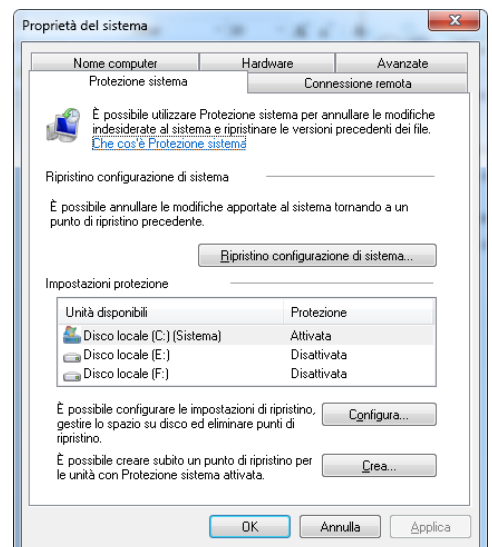 Proprietà del sistema
Nome computer Hardware Avanzate
Protezione sistema Connessione remota
È possibile utilizzare Protezione sistema per annullare le modifiche
indesiderate al sistema e ripristinare le versioni precedenti dei file.
Che cos'è Protezione sistema
Ripristino configurazione di sistema
È possibile annullare le modifiche apportate al sistema tornando a un
punto di ripristino precedente.
Ripristino configurazione di sistema...
Impostazioni protezione
Unità disponibili Protezione
Disco locale (C:) (Sistema) Attivata
Disco locale (E:) Disattivata
Disco locale (F:) Disattivata
È possibile configurare le impostazioni di ripristino,
gestire lo spazio su disco ed eliminare punti di
ripristino.
Configura...
È possibile creare subito un punto di ripristino per
le unità con Protezione sistema attivata.
Crea...
OK Annulla Applica